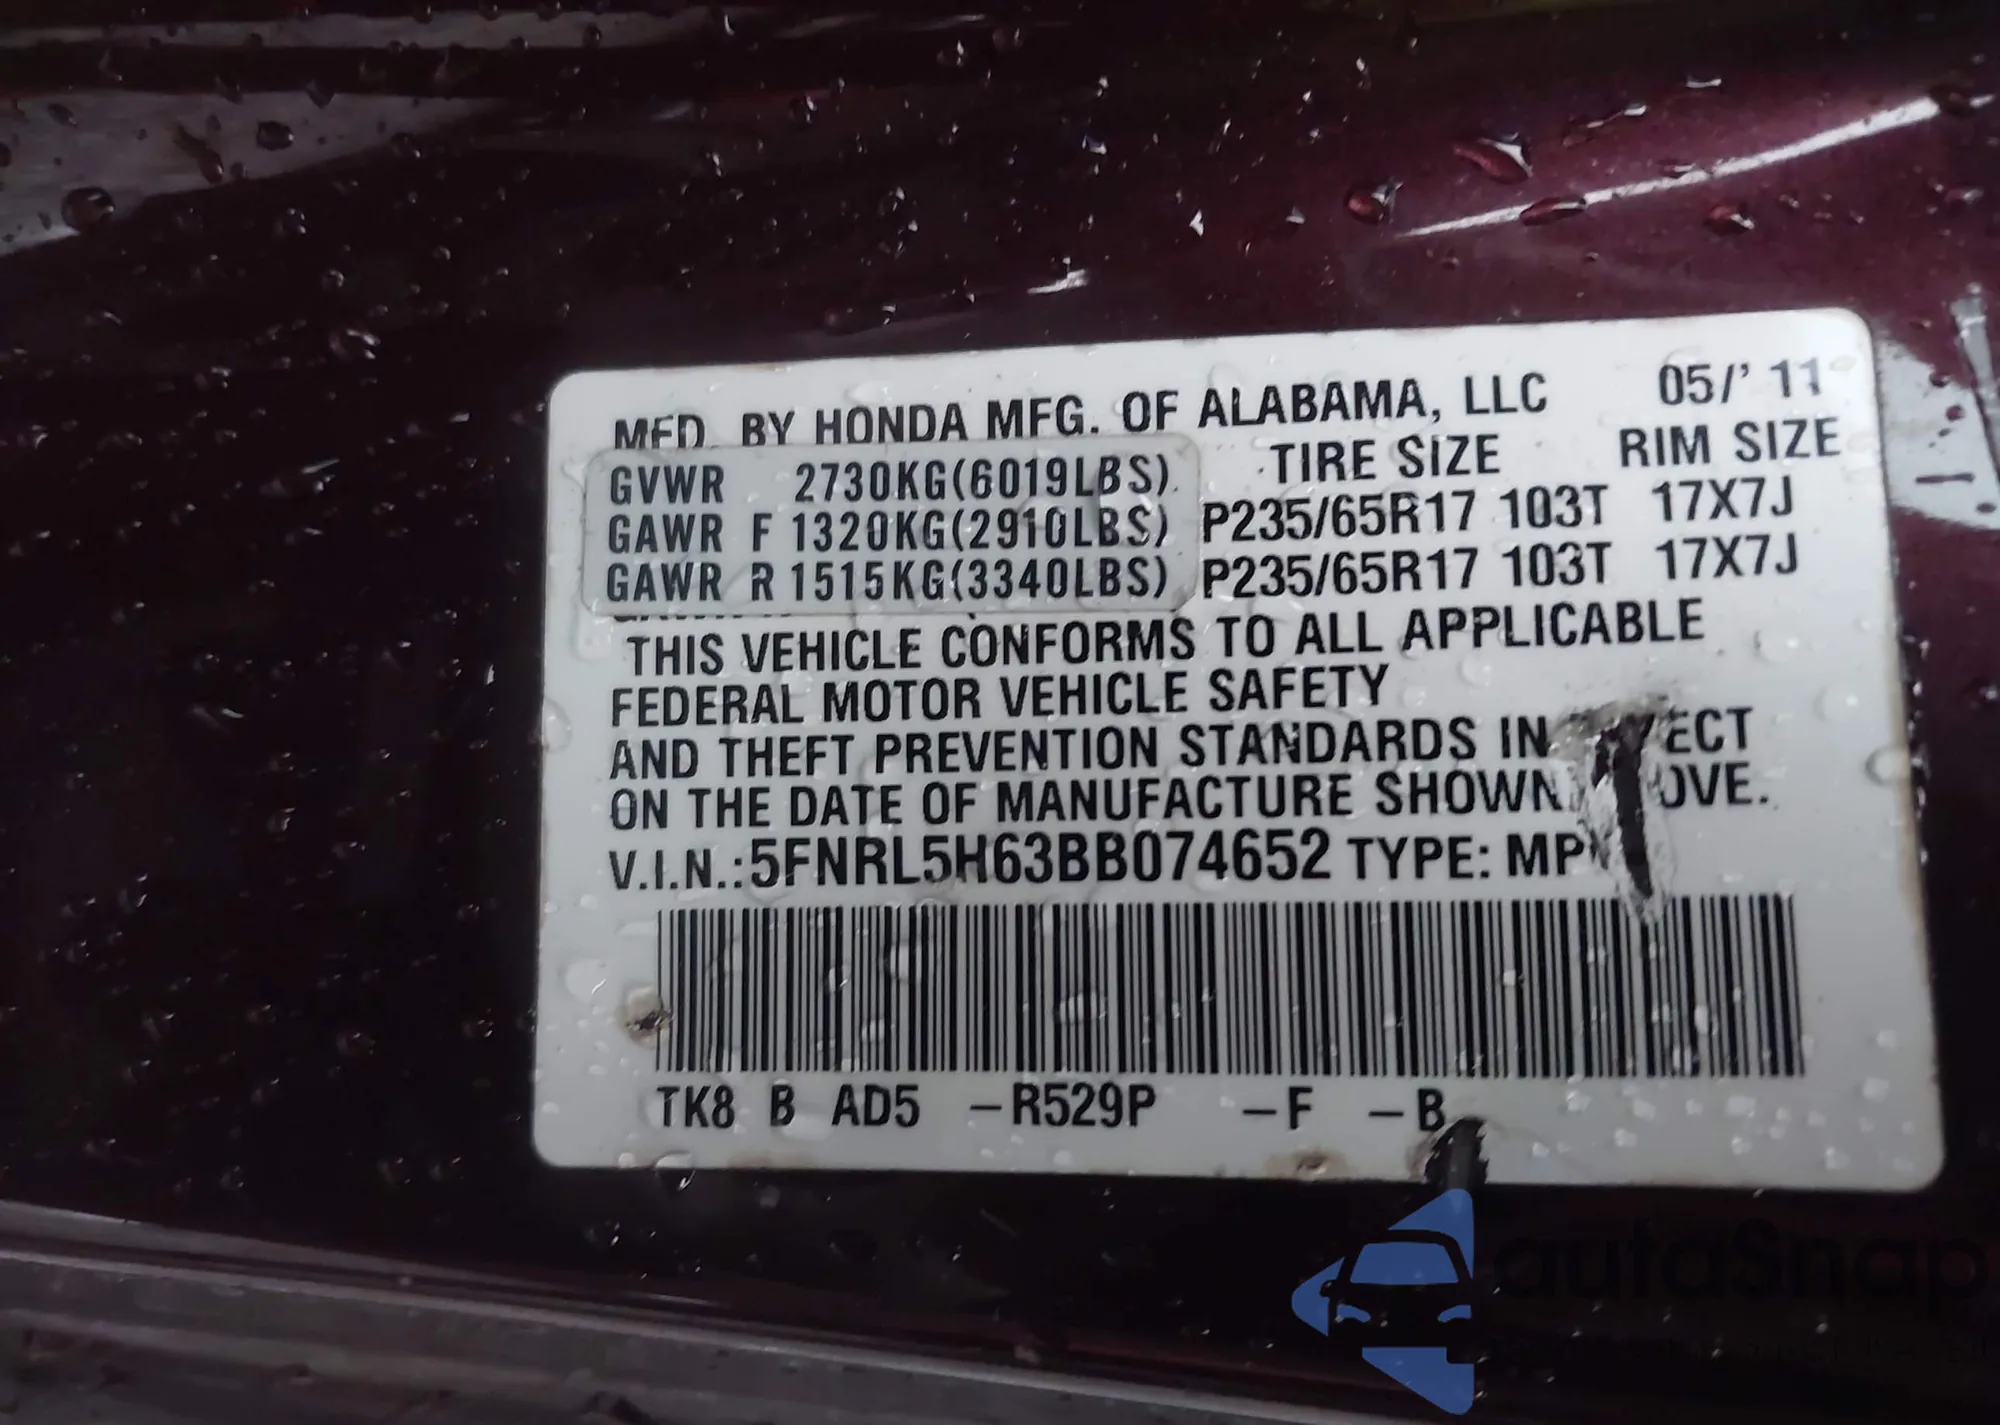 MFD. BY HONDA MFG. OF ALABAMA, LLC 05/' 11
TIRE SIZE RIM SIZE
GVWR 2730KG(6019LBS)
GAWR F 1320KG(2910LBS) P235/65R17 103T 17X7J
GAWR R 1515KG(3340LBS) P235/65R17 103T 17X7J
THIS VEHICLE CONFORMS TO ALL APPLICABLE
FEDERAL MOTOR VEHICLE SAFETY
AND THEFT PREVENTION STANDARDS IN
ON THE DATE OF MANUFACTURE SHOWN
V.I.N.:5FNRL5H63BB074652 TYPE:
TK8 B AD5 -R529P -F -B
autoSnap